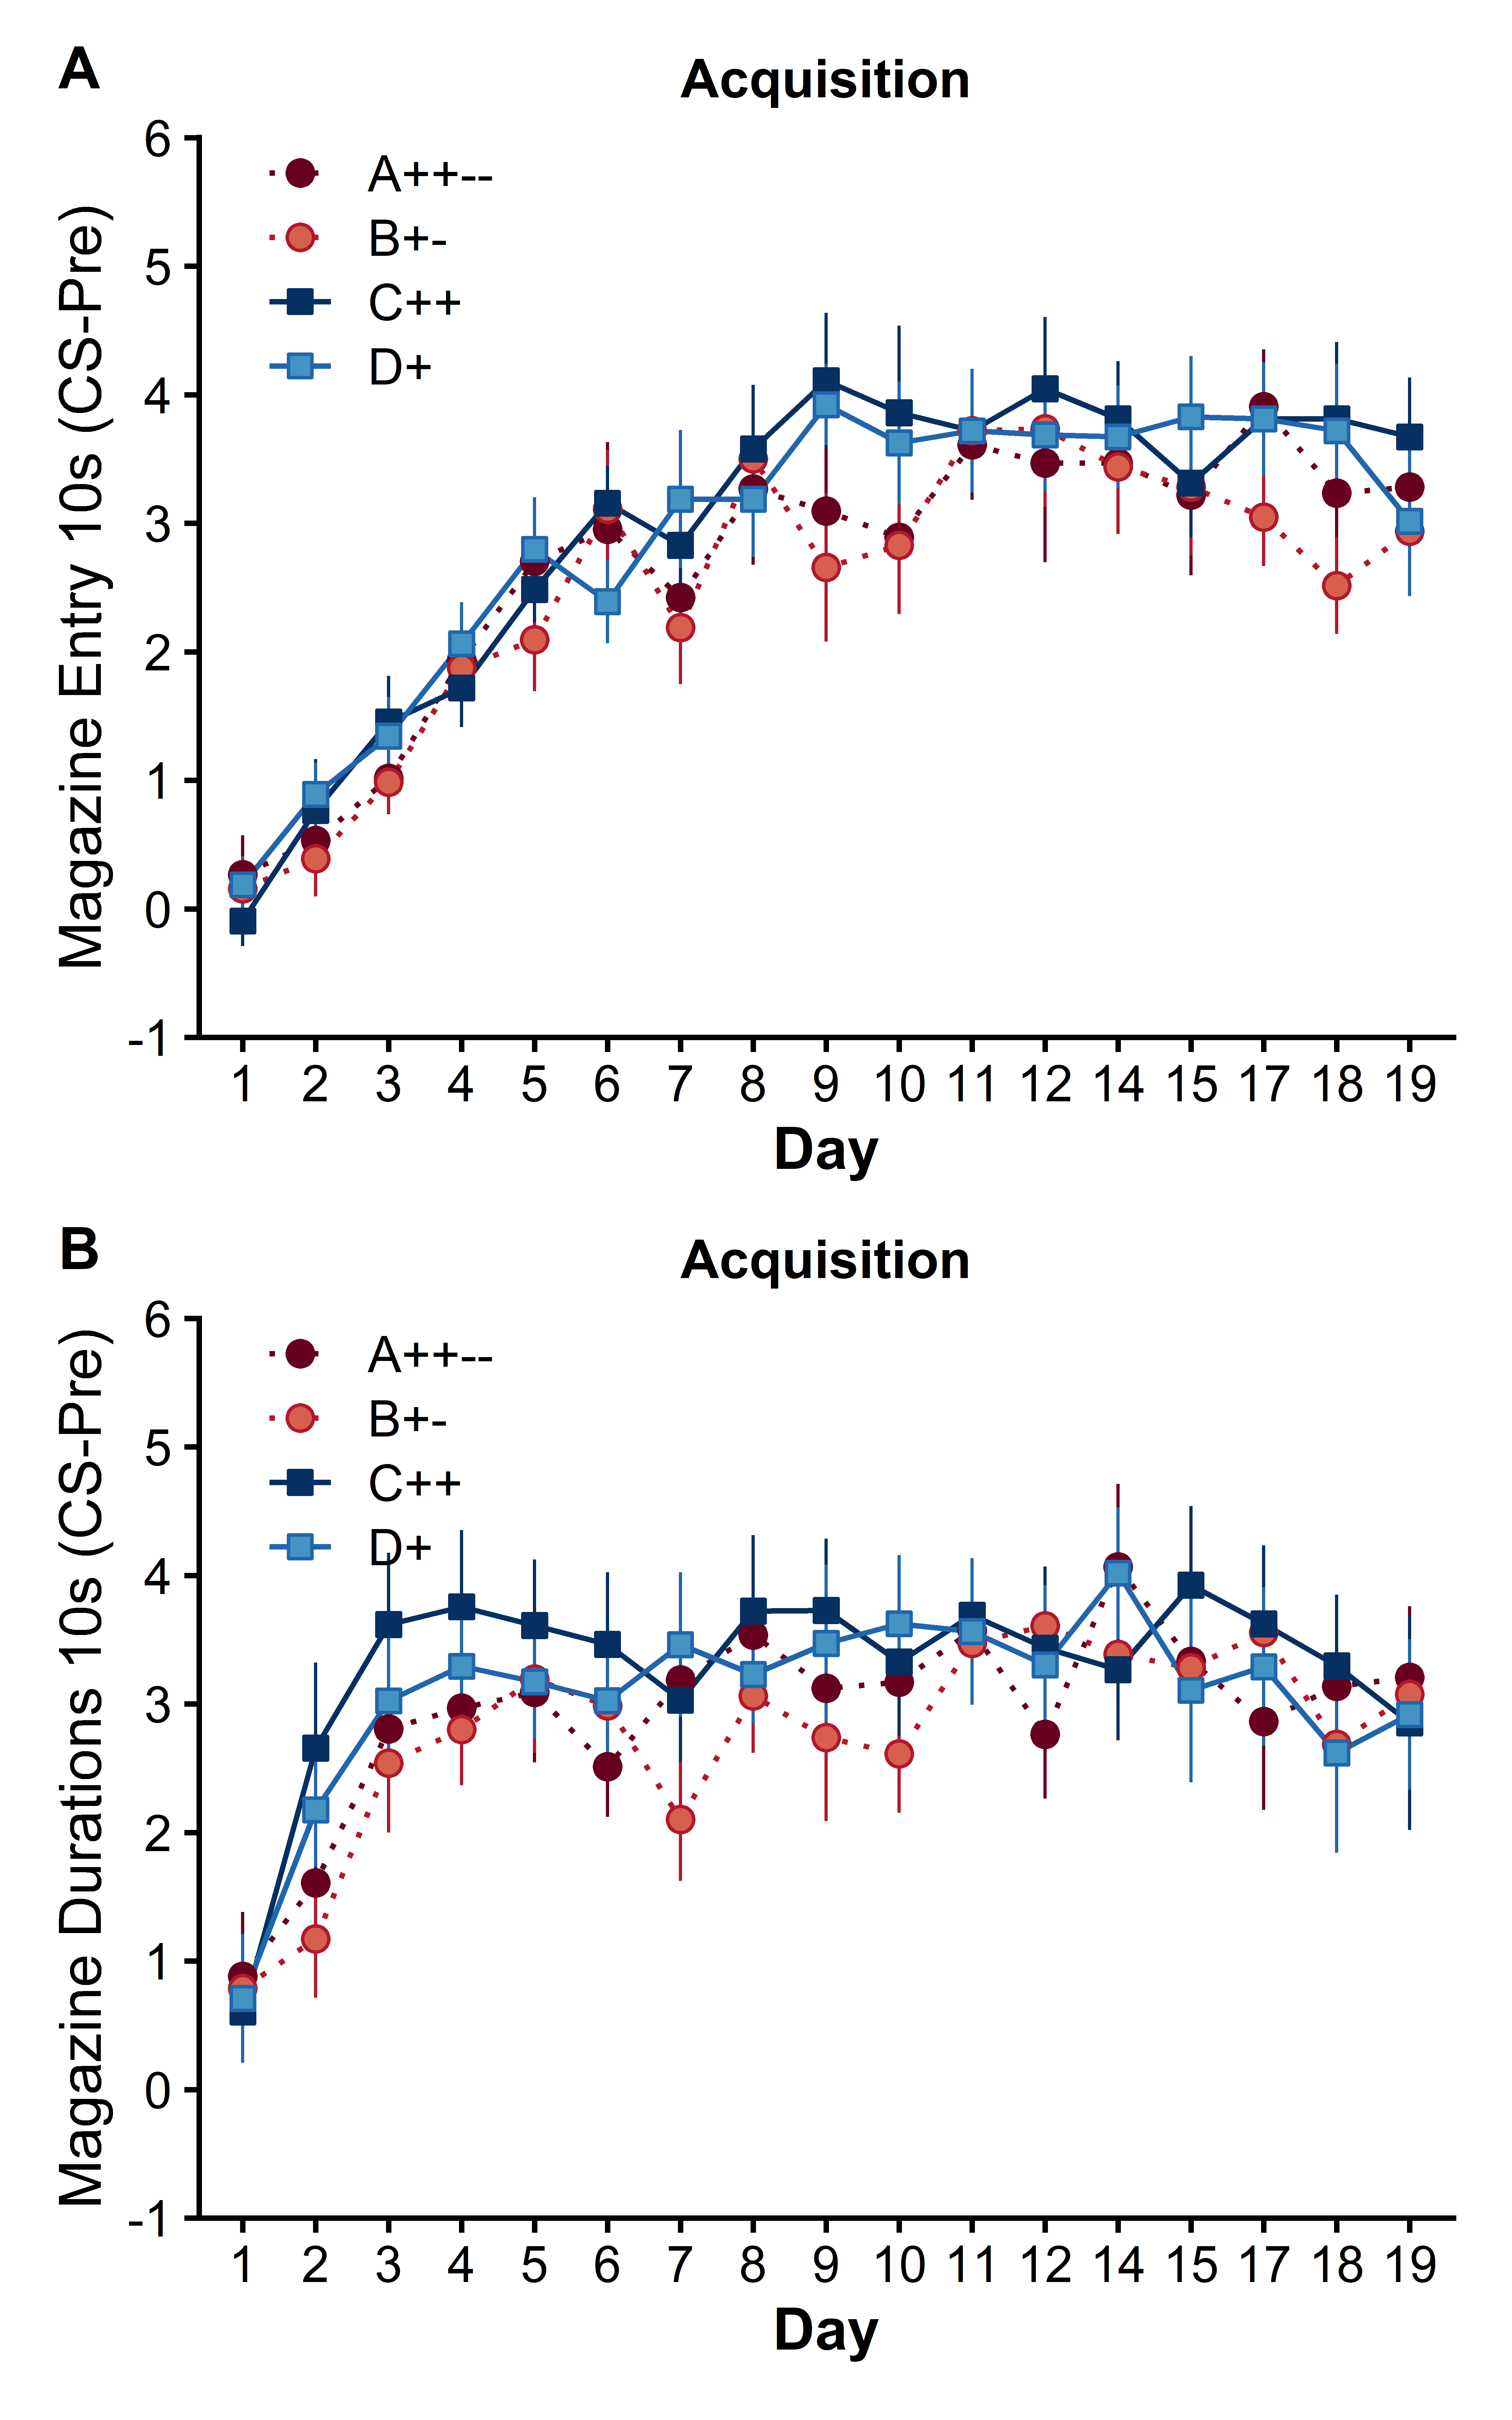 A
Acquisition
Magazine Entry 10s (CS-Pre)
6
5
4
3
2
1
0
-1
A++--
B+-
C++
D+
1 2 3 4 5 6 7 8 9 10 11 12 14 15 17 18 19
Day
B
Acquisition
Magazine Durations 10s (CS-Pre)
6
5
4
3
2
1
0
-1
A++--
B+-
C++
D+
1 2 3 4 5 6 7 8 9 10 11 12 14 15 17 18 19
Day